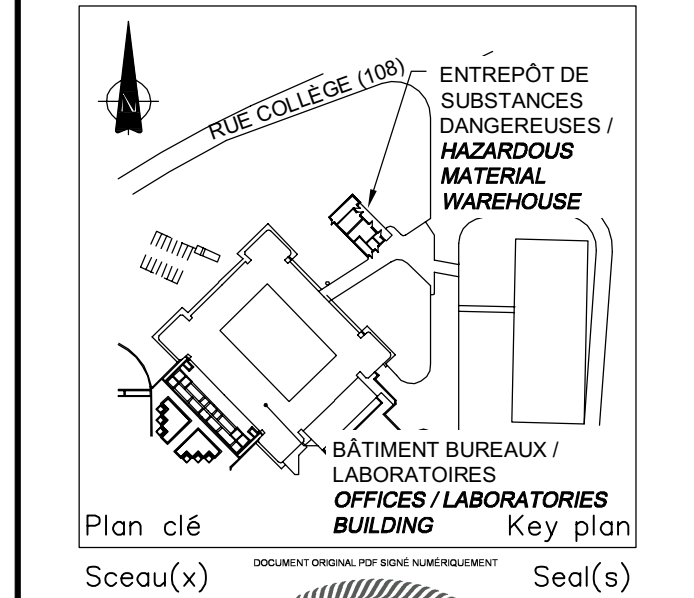 N
RUE COLLÈGE (108)
ENTREPÔT DE
SUBSTANCES
DANGEREUSES /
HAZARDOUS
MATERIAL
WAREHOUSE
BÂTIMENT BUREAUX /
LABORATOIRES
OFFICES / LABORATORIES
BUILDING
Plan clé
Key plan
Sceau(x)
DOCUMENT ORIGINAL PDF SIGNÉ NUMÉRIQUEMENT
Seal(s)